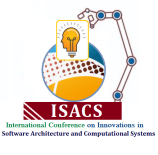 ISACS
International Conference on Innovations in
Software Architecture and Computational Systems